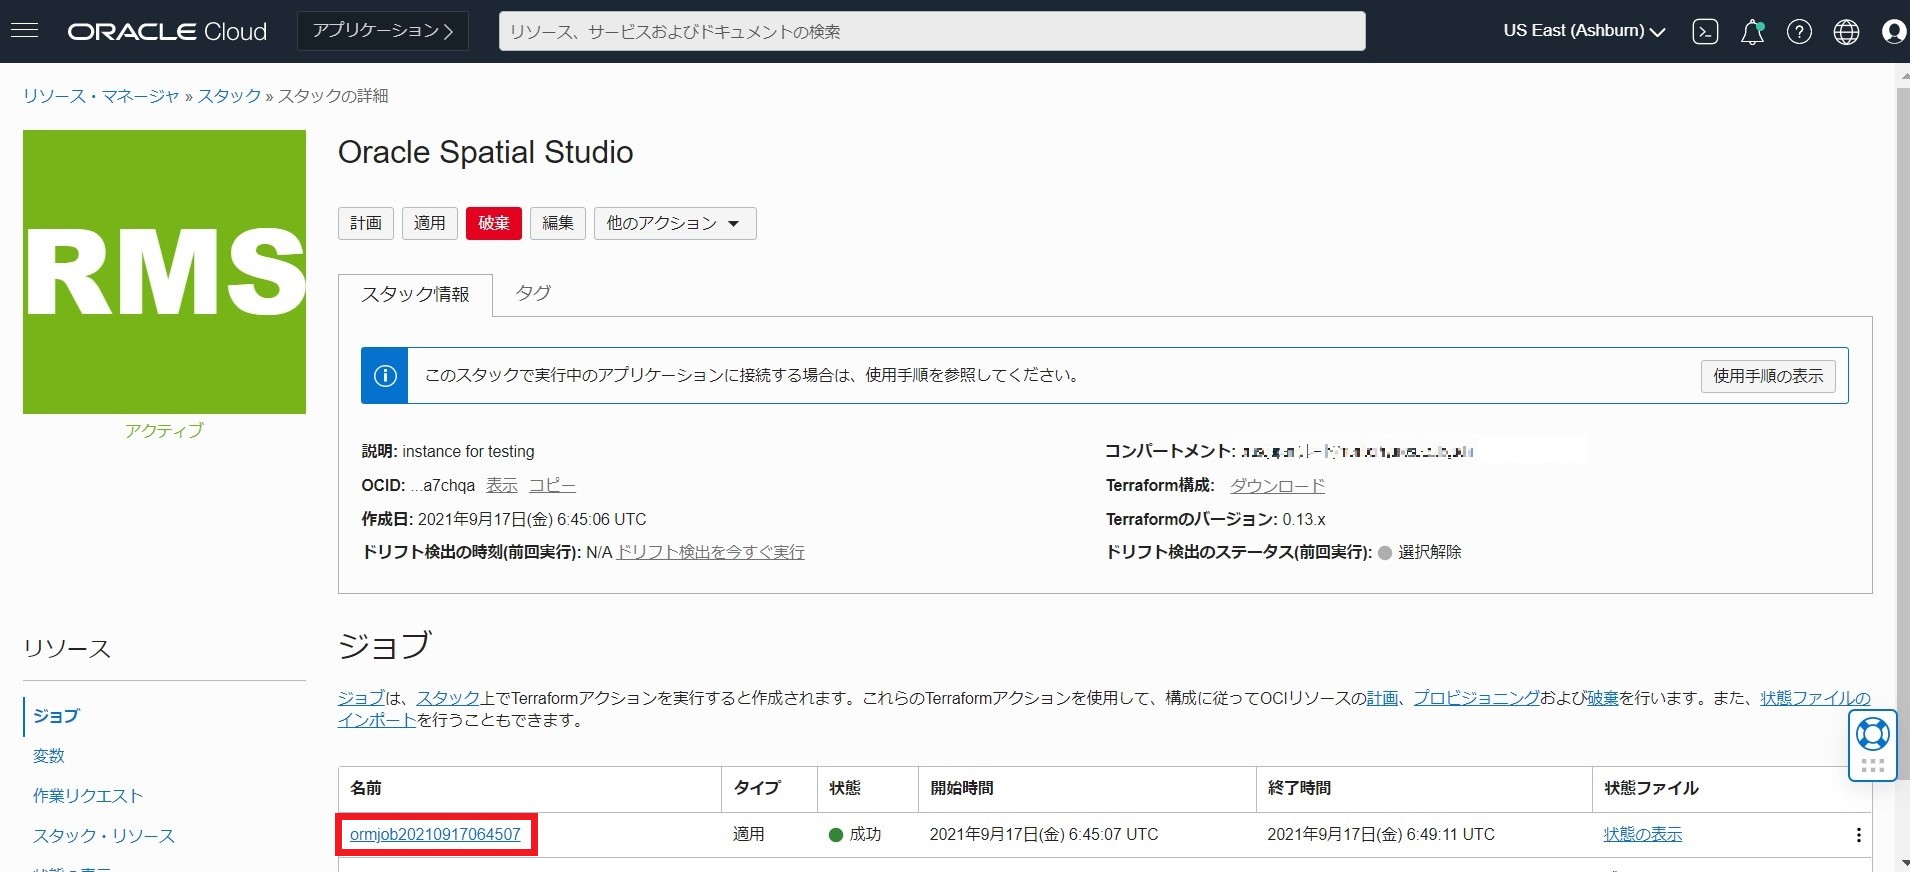 ORACLE Cloud
アプリケーション
リソース、サービスおよびドキュメントの検索
US East (Ashburn)
リソース・マネージャ » スタック » スタックの詳細
RMS
アクティブ
Oracle Spatial Studio
計画 適用 破棄 編集 他のアクション
スタック情報 タグ
このスタックで実行中のアプリケーションに接続する場合は、使用手順を参照してください。 使用手順の表示
説明: instance for testing
コンパートメント:
OCID: ...a7chqa 表示 コピー
Terraform構成: ダウンロード
作成日: 2021年9月17日(金) 6:45:06 UTC
Terraformのバージョン: 0.13.x
ドリフト検出の時刻(前回実行): N/A ドリフト検出を今すぐ実行
ドリフト検出のステータス(前回実行): 選択解除
リソース
ジョブ
変数
作業リクエスト
スタック・リソース
ジョブ
ジョブは、スタック上でTerraformアクションを実行すると作成されます。これらのTerraformアクションを使用して、構成に従ってOCIリソースの計画、プロビジョニングおよび破棄を行います。また、状態ファイルの
インポートを行うこともできます。
名前 タイプ 状態 開始時間 終了時間 状態ファイル
ormjob20210917064507 適用 成功 2021年9月17日(金) 6:45:07 UTC 2021年9月17日(金) 6:49:11 UTC 状態の表示